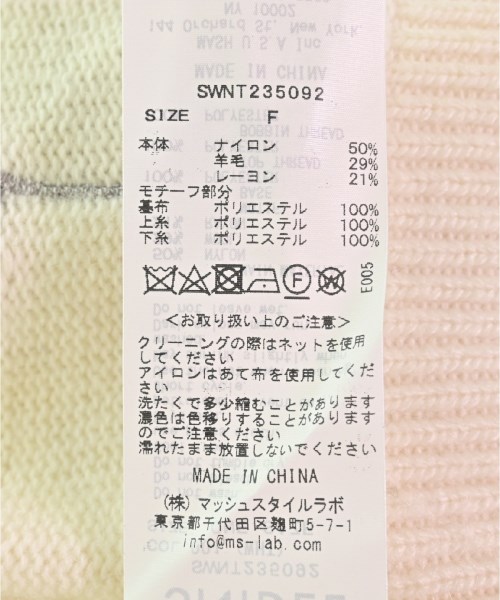 SWNT235092
SIZE F
本体 ナイロン 50%
羊毛 29%
レーヨン 21%
モチーフ部分
基布 ポリエステル 100%
上糸 ポリエステル 100%
下糸 ポリエステル 100%
F W E005
<お取り扱い上のご注意>
クリーニングの際はネットを使用
してください
アイロンはあて布を使用してくだ
さい
洗たくで多少縮むことがあります
濃色は色移りすることがあります
のでご注意ください
濡れたまま放置しないでください
MADE IN CHINA
(株) マッシュスタイルラボ
東京都千代田区麹町5-7-1
info@ms-lab.com